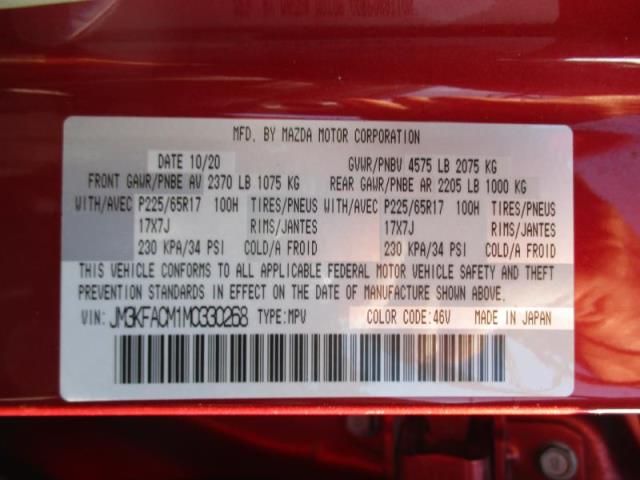 MFD. BY MAZDA MOTOR CORPORATION
DATE 10/20 GVWR/PNBV 4575 LB 2075 KG
FRONT GAWR/PNBE AV 2370 LB 1075 KG REAR GAWR/PNBE AR 2205 LB 1000 KG
WITH/AVEC P225/65R17 100H TIRES/PNEUS WITH/AVEC P225/65R17 100H TIRES/PNEUS
17X7J RIMS/JANTES 17X7J RIMS/JANTES
230 KPA/34 PSI COLD/A FROID 230 KPA/34 PSI COLD/A FROID
THIS VEHICLE CONFORMS TO ALL APPLICABLE FEDERAL MOTOR VEHICLE SAFETY AND THEFT
PREVENTION STANDARDS IN EFFECT ON THE DATE OF MANUFACTURE SHOWN ABOVE.
VIN: JM3KFACM1M0330268 TYPE: MPV COLOR CODE: 46V MADE IN JAPAN